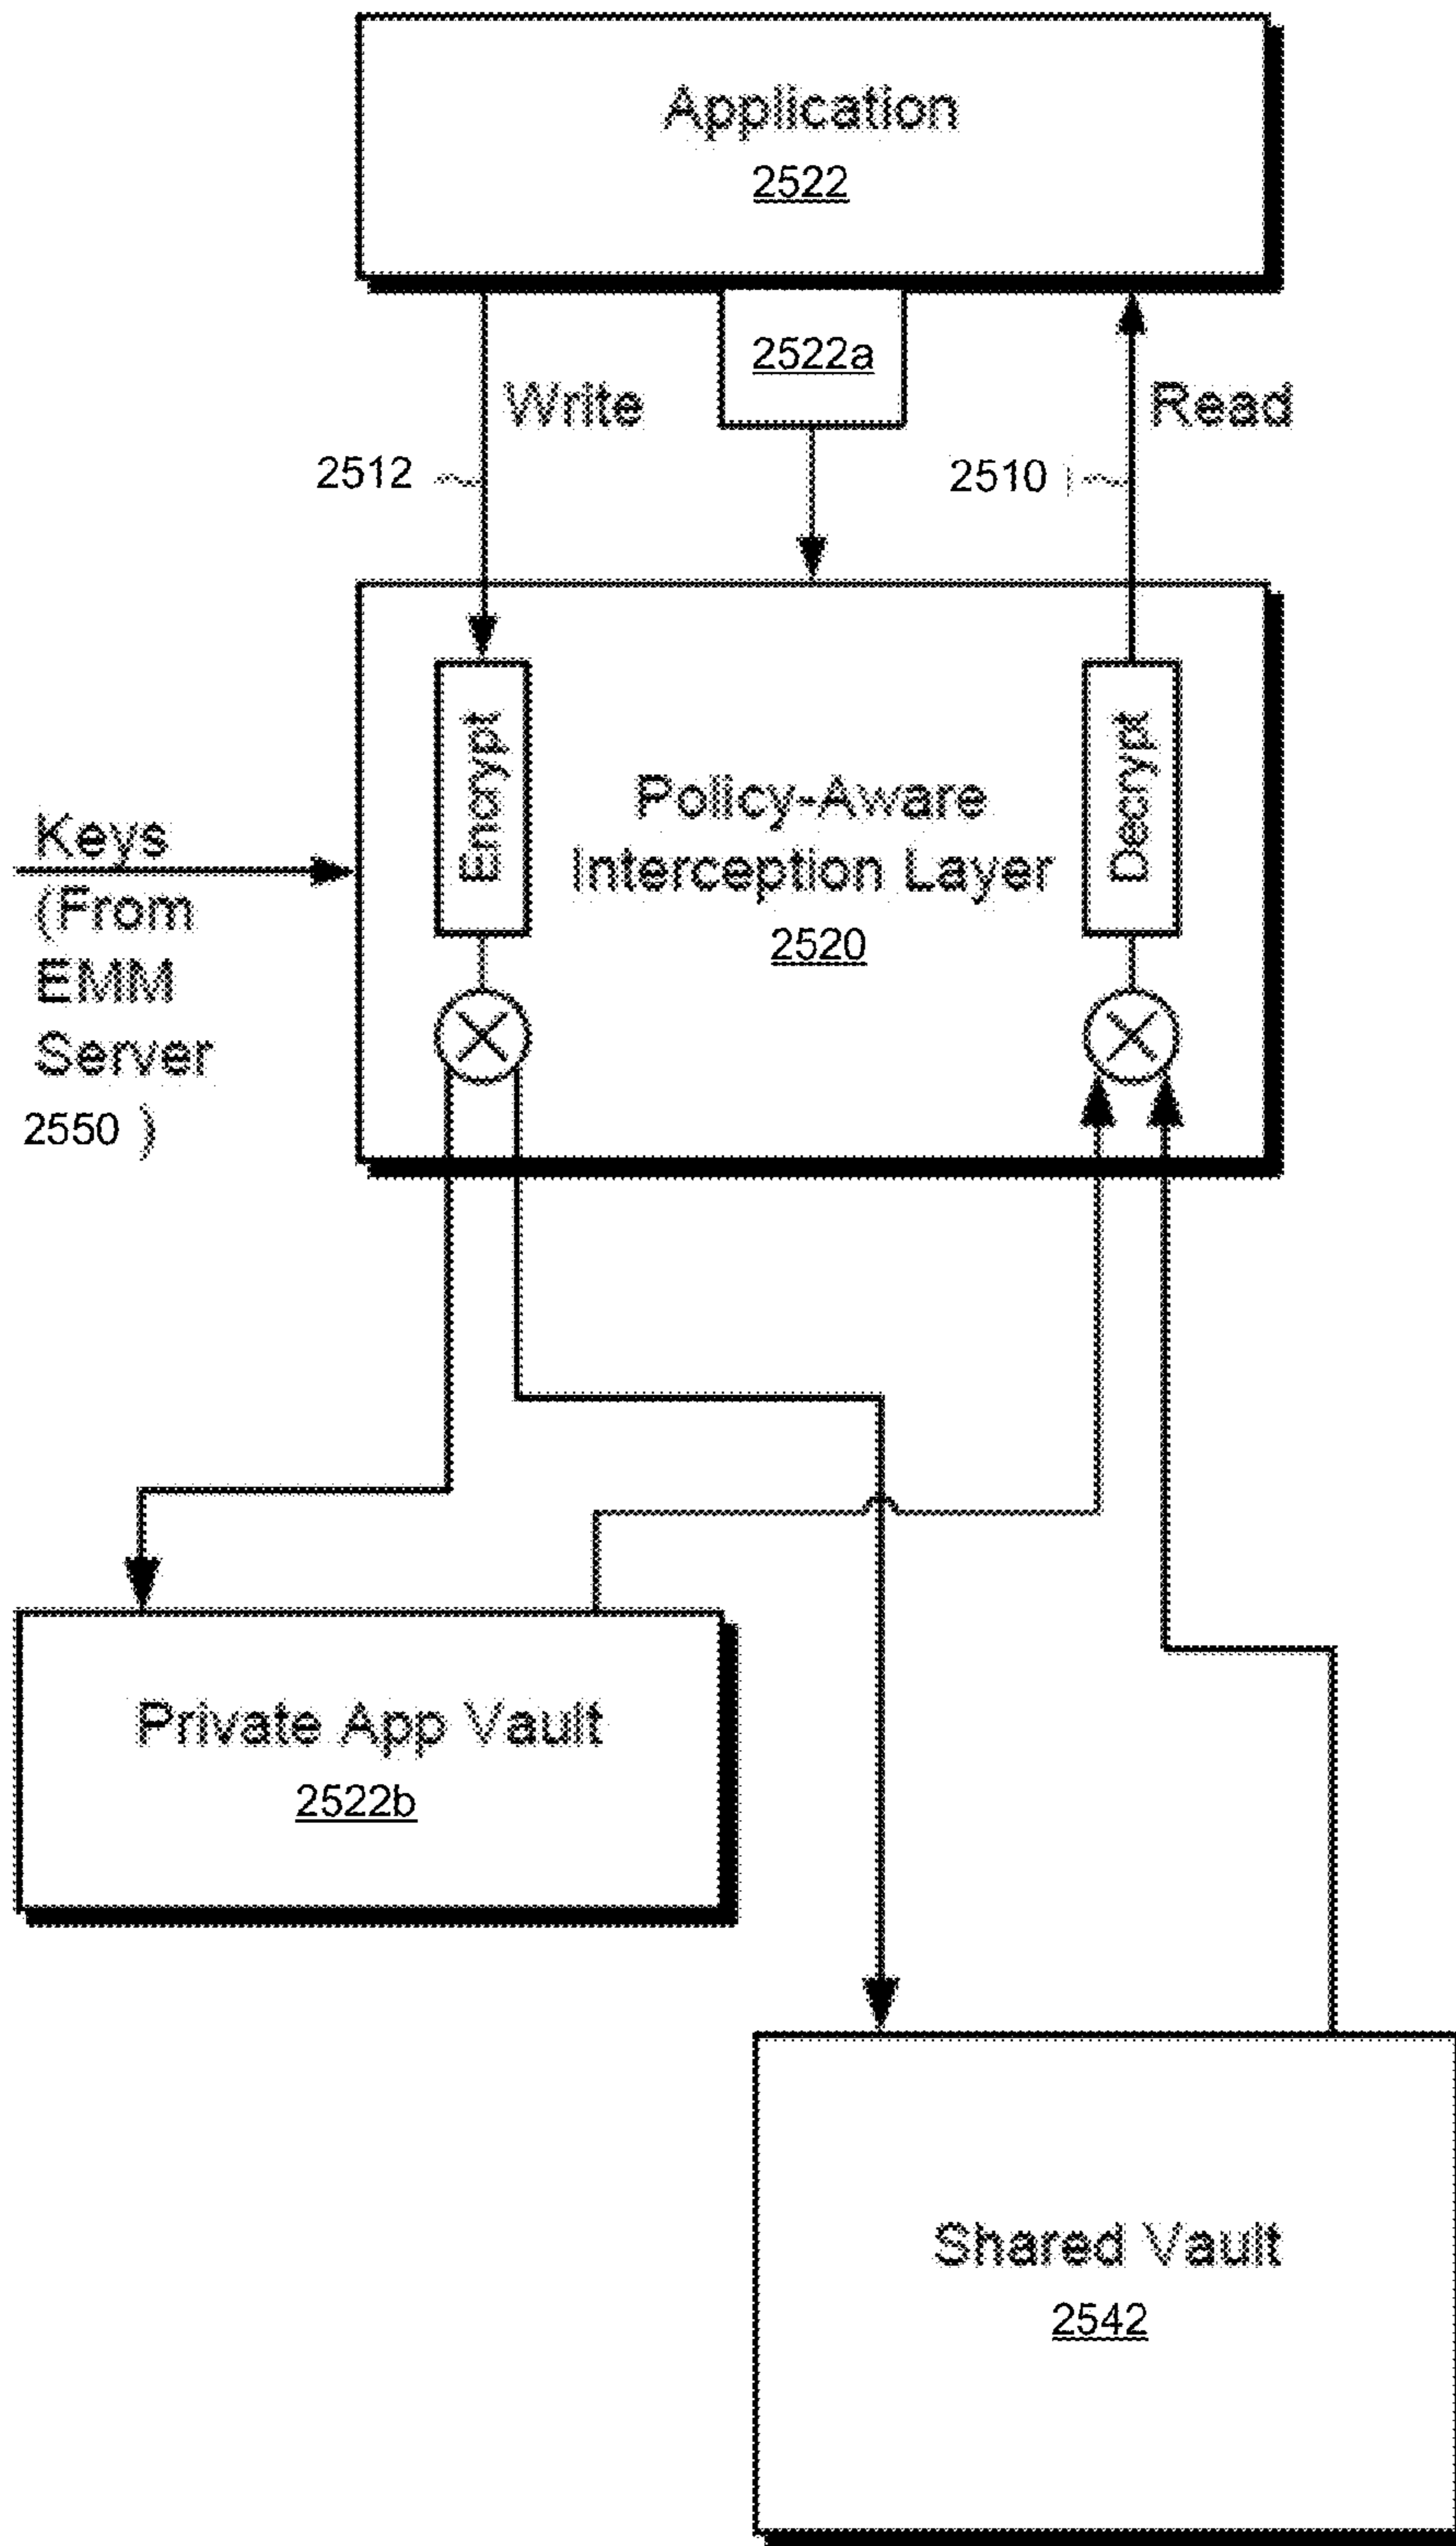 Application
2522
2522a
Write
Read
2512
2510
Encrypt
Decrypt
Policy-Aware
Interception Layer
2520
Keys
(From
EMM
Server
2550 )
Private App Vault
2522b
Shared Vault
2542